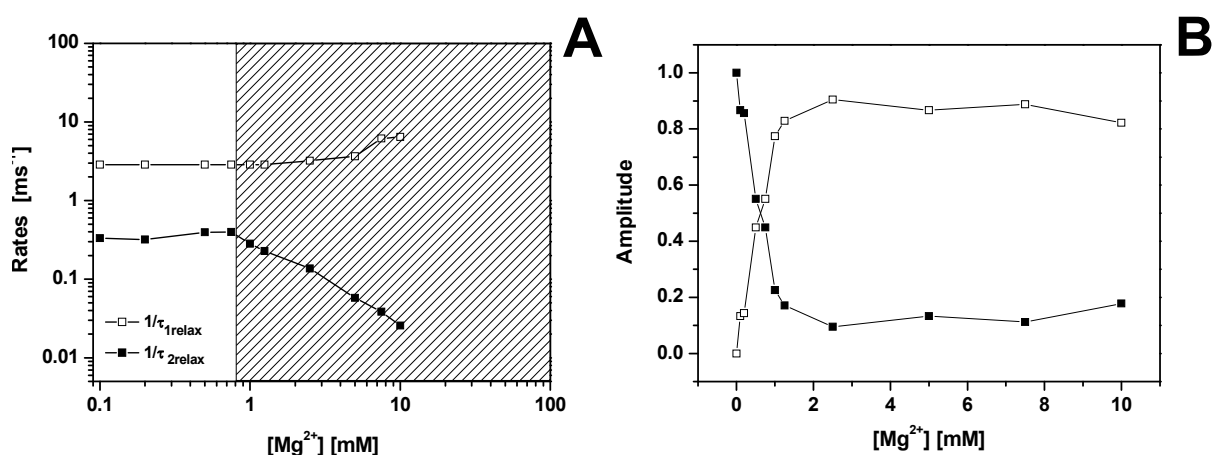 A
100
10
1
0.1
0.01
Rates [ms⁻¹]
1/τ1relax
1/τ2relax
0.1 1 10 100
[Mg²⁺] [mM]
B
1.0
0.8
0.6
0.4
0.2
0.0
Amplitude
0 2 4 6 8 10
[Mg²⁺] [mM]